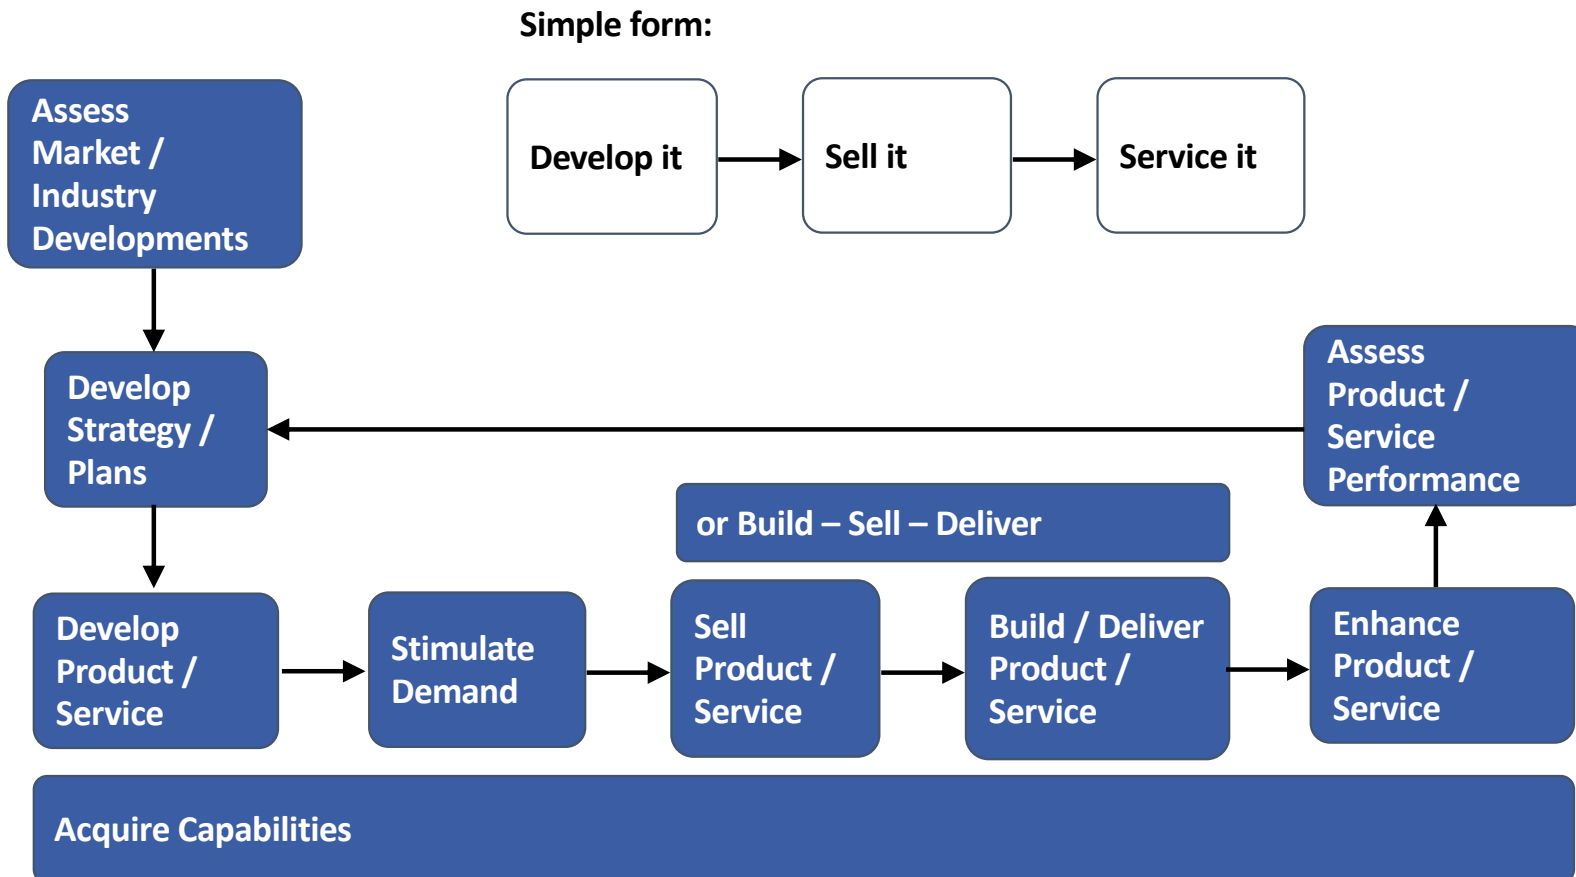 Simple form:
Assess
Market /
Industry
Developments
Develop it
Sell it
Service it
Develop
Strategy /
Plans
Assess
Product /
Service
Performance
or Build – Sell – Deliver
Develop
Product /
Service
Stimulate
Demand
Sell
Product /
Service
Build / Deliver
Product /
Service
Enhance
Product /
Service
Acquire Capabilities